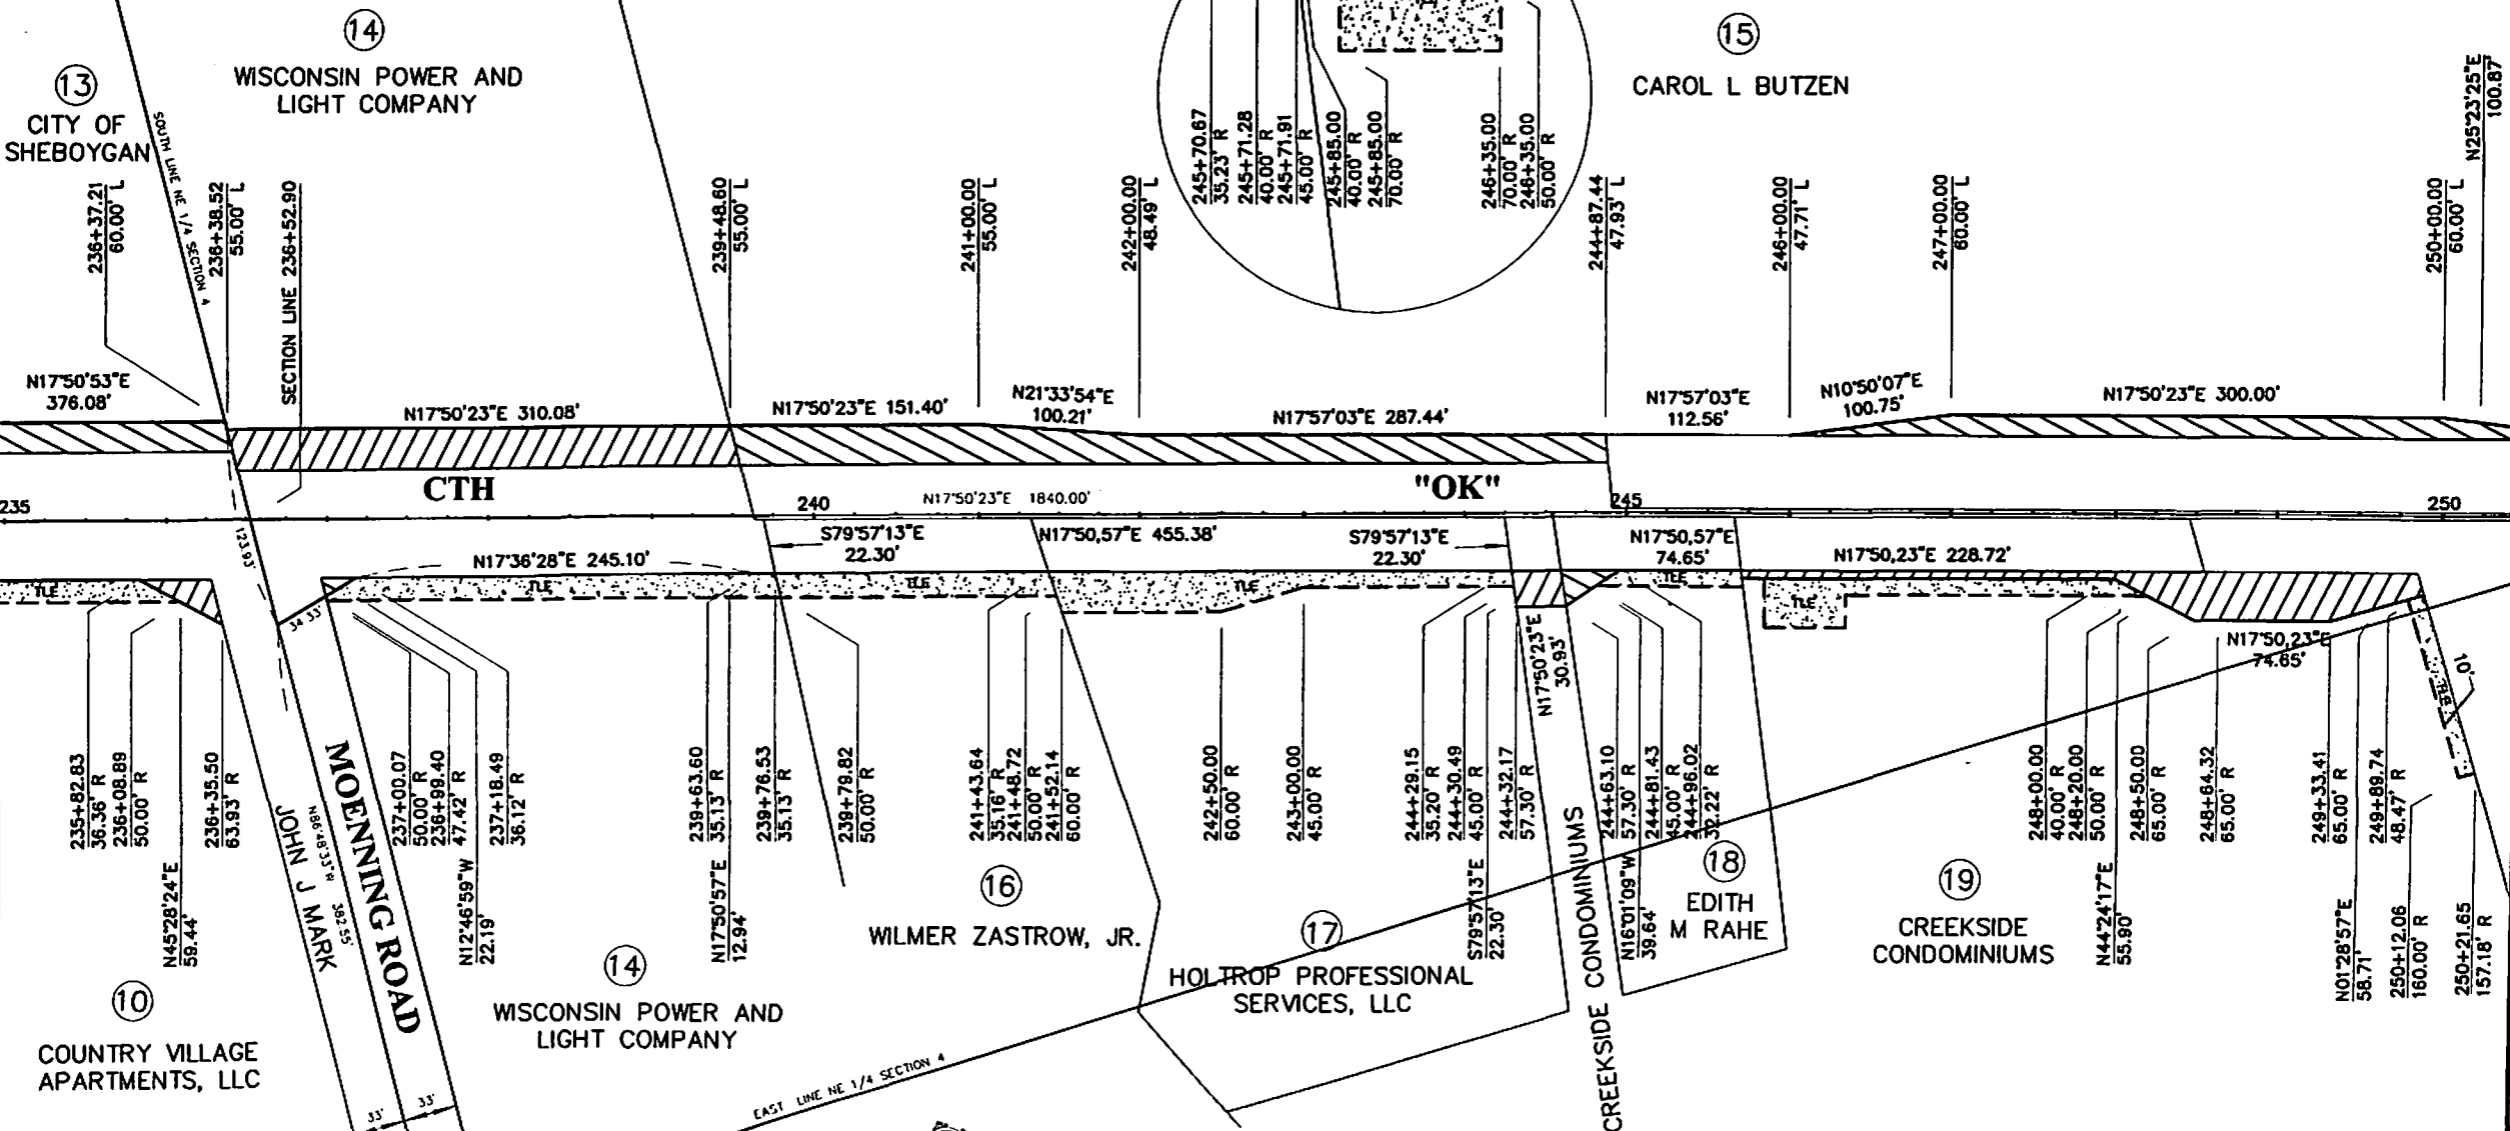 14
WISCONSIN POWER AND
LIGHT COMPANY
13
CITY OF
SHEBOYGAN
15
CAROL L BUTZEN
SOUTH LINE NE 1/4 SECTION 4
236+37.21
60.00' L
236+38.52
55.00' L
SECTION LINE 236+52.90
239+48.60
55.00' L
241+00.00
55.00' L
242+00.00
48.49' L
245+70.67
35.23' R
245+71.28
40.00' R
245+71.91
45.00' R
245+85.00
40.00' R
245+85.00
70.00' R
246+35.00
70.00' R
246+35.00
50.00' R
244+87.44
47.93' L
246+00.00
47.71' L
247+00.00
60.00' L
250+00.00
60.00' L
N25°23'25"E
100.87'
N17°50'53"E
376.08'
N17°50'23"E 310.08'
N17°50'23"E 151.40'
N21°33'54"E
100.21'
N17°57'03"E 287.44'
N17°57'03"E
112.56'
N10°50'07"E
100.75'
N17°50'23"E 300.00'
CTH
"OK"
235
240
N17°50'23"E 1840.00'
245
250
123.93'
N17°36'28"E 245.10'
S79°57'13"E
22.30'
N17°50,57"E 455.38'
S79°57'13"E
22.30'
N17°50,57"E
74.65'
N17°50,23"E 228.72'
TLE
TLE
TLE
TLE
TLE
TLE
34 33'
N17°50'23"E
30.93'
N17°50,23"E
74.65'
10'
TLE
235+82.83
36.36' R
236+08.89
50.00' R
N45°28'24"E
59.44'
236+35.50
63.93' R
237+00.07
50.00' R
236+99.40
47.42' R
N12°46'59"W
22.19'
237+18.49
36.12' R
239+63.60
35.13' R
N17°50'57"E
12.94'
239+76.53
35.13' R
239+79.82
50.00' R
241+43.64
35.16' R
241+48.72
50.00' R
241+52.14
60.00' R
242+50.00
60.00' R
243+00.00
45.00' R
244+29.15
35.20' R
244+30.49
45.00' R
S79°57'13"E
22.30'
244+32.17
57.30' R
244+63.10
57.30' R
N16°01'09"W
39.64'
244+81.43
45.00' R
244+96.02
32.22' R
248+00.00
40.00' R
248+20.00
50.00' R
N44°24'17"E
55.90'
248+50.00
65.00' R
248+64.32
65.00' R
249+33.41
65.00' R
N01°28'57"E
58.71'
249+89.74
48.47' R
250+12.06
160.00' R
250+21.65
157.18' R
MOENNING ROAD
N86°48'33"W 382.55'
JOHN J MARK
10
COUNTRY VILLAGE
APARTMENTS, LLC
14
WISCONSIN POWER AND
LIGHT COMPANY
16
WILMER ZASTROW, JR.
17
HOLTROP PROFESSIONAL
SERVICES, LLC
CREEKSIDE CONDOMINIUMS
18
EDITH
M RAHE
19
CREEKSIDE
CONDOMINIUMS
EAST LINE NE 1/4 SECTION 4
33'
33'